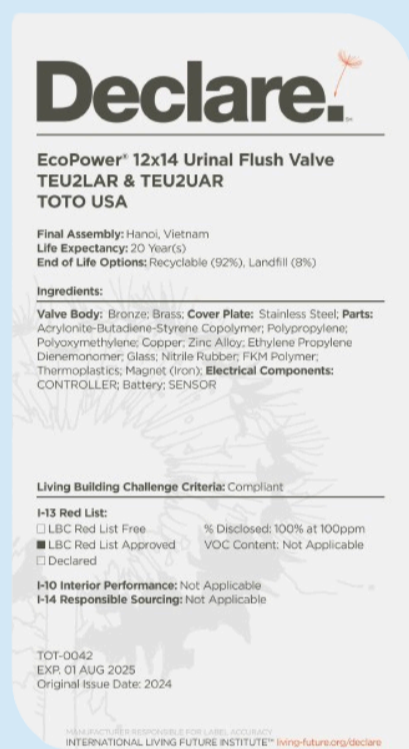 Declare.
EcoPower® 12x14 Urinal Flush Valve
TEU2LAR & TEU2UAR
TOTO USA
Final Assembly: Hanoi, Vietnam
Life Expectancy: 20 Year(s)
End of Life Options: Recyclable (92%), Landfill (8%)
Ingredients:
Valve Body: Bronze; Brass; Cover Plate: Stainless Steel; Parts:
Acrylonite-Butadiene-Styrene Copolymer; Polypropylene;
Polyoxymethylene; Copper; Zinc Alloy; Ethylene Propylene
Dienemonomer; Glass; Nitrile Rubber; FKM Polymer;
Thermoplastics; Magnet (Iron); Electrical Components:
CONTROLLER; Battery; SENSOR
Living Building Challenge Criteria: Compliant
I-13 Red List:
☐ LBC Red List Free % Disclosed: 100% at 100ppm
■ LBC Red List Approved VOC Content: Not Applicable
☐ Declared
I-10 Interior Performance: Not Applicable
I-14 Responsible Sourcing: Not Applicable
TOT-0042
EXP. 01 AUG 2025
Original Issue Date: 2024
MANUFACTURER RESPONSIBLE FOR LABEL ACCURACY
INTERNATIONAL LIVING FUTURE INSTITUTE™ living-future.org/declare